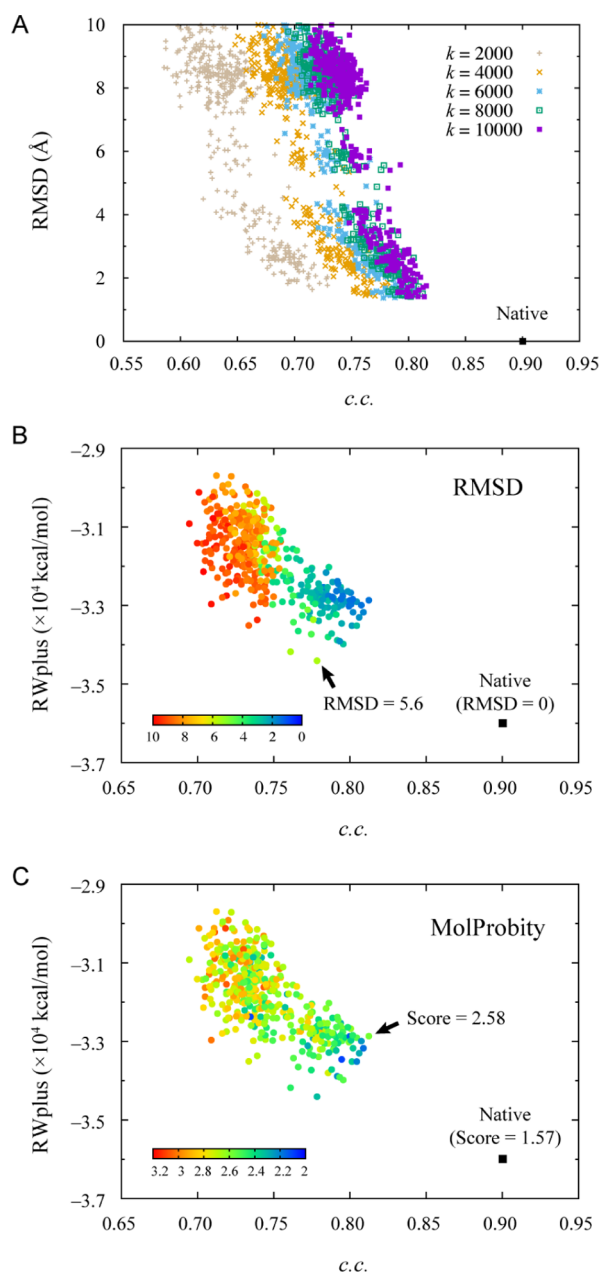 A
10
8
6
4
2
0
RMSD (Å)
k = 2000
k = 4000
k = 6000
k = 8000
k = 10000
Native
0.55 0.60 0.65 0.70 0.75 0.80 0.85 0.90 0.95
c.c.
B
−2.9
−3.1
−3.3
−3.5
−3.7
RWplus (×10⁴ kcal/mol)
RMSD
RMSD = 5.6
Native
(RMSD = 0)
10 8 6 4 2 0
0.65 0.70 0.75 0.80 0.85 0.90 0.95
c.c.
C
−2.9
−3.1
−3.3
−3.5
−3.7
RWplus (×10⁴ kcal/mol)
MolProbity
Score = 2.58
Native
(Score = 1.57)
3.2 3 2.8 2.6 2.4 2.2 2
0.65 0.70 0.75 0.80 0.85 0.90 0.95
c.c.